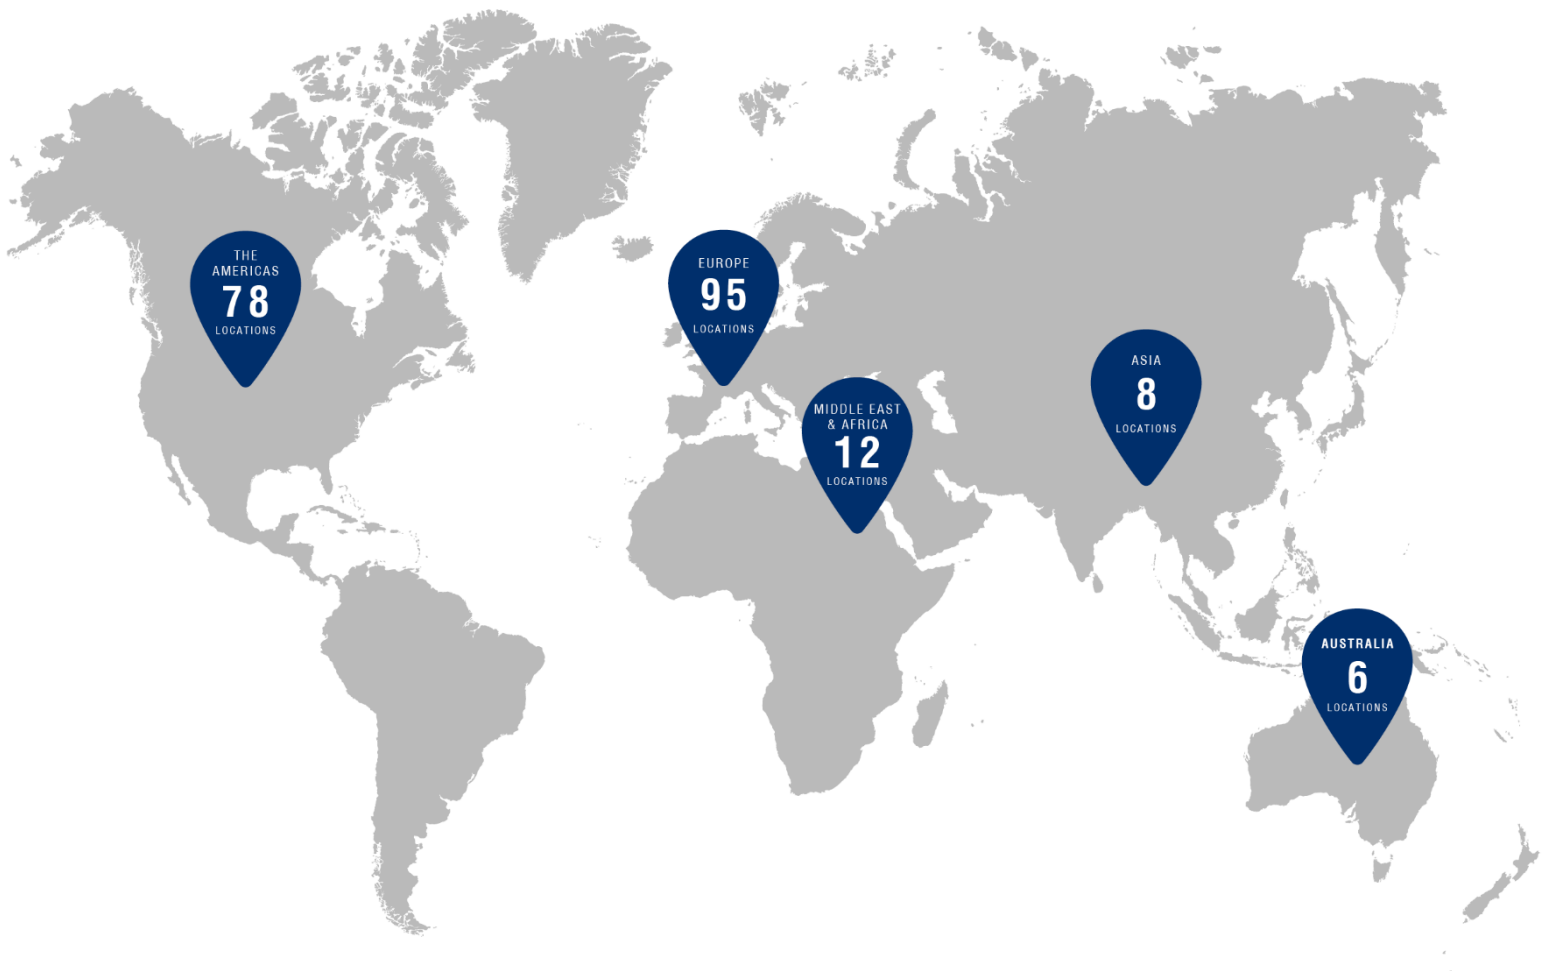 THE
AMERICAS
78
LOCATIONS
EUROPE
95
LOCATIONS
MIDDLE EAST
& AFRICA
12
LOCATIONS
ASIA
8
LOCATIONS
AUSTRALIA
6
LOCATIONS